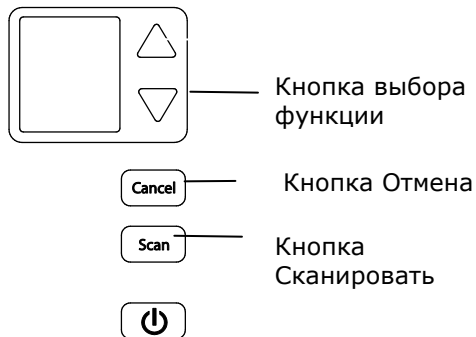 Кнопка выбора
функции
Cancel
Кнопка Отмена
Scan
Кнопка
Сканировать